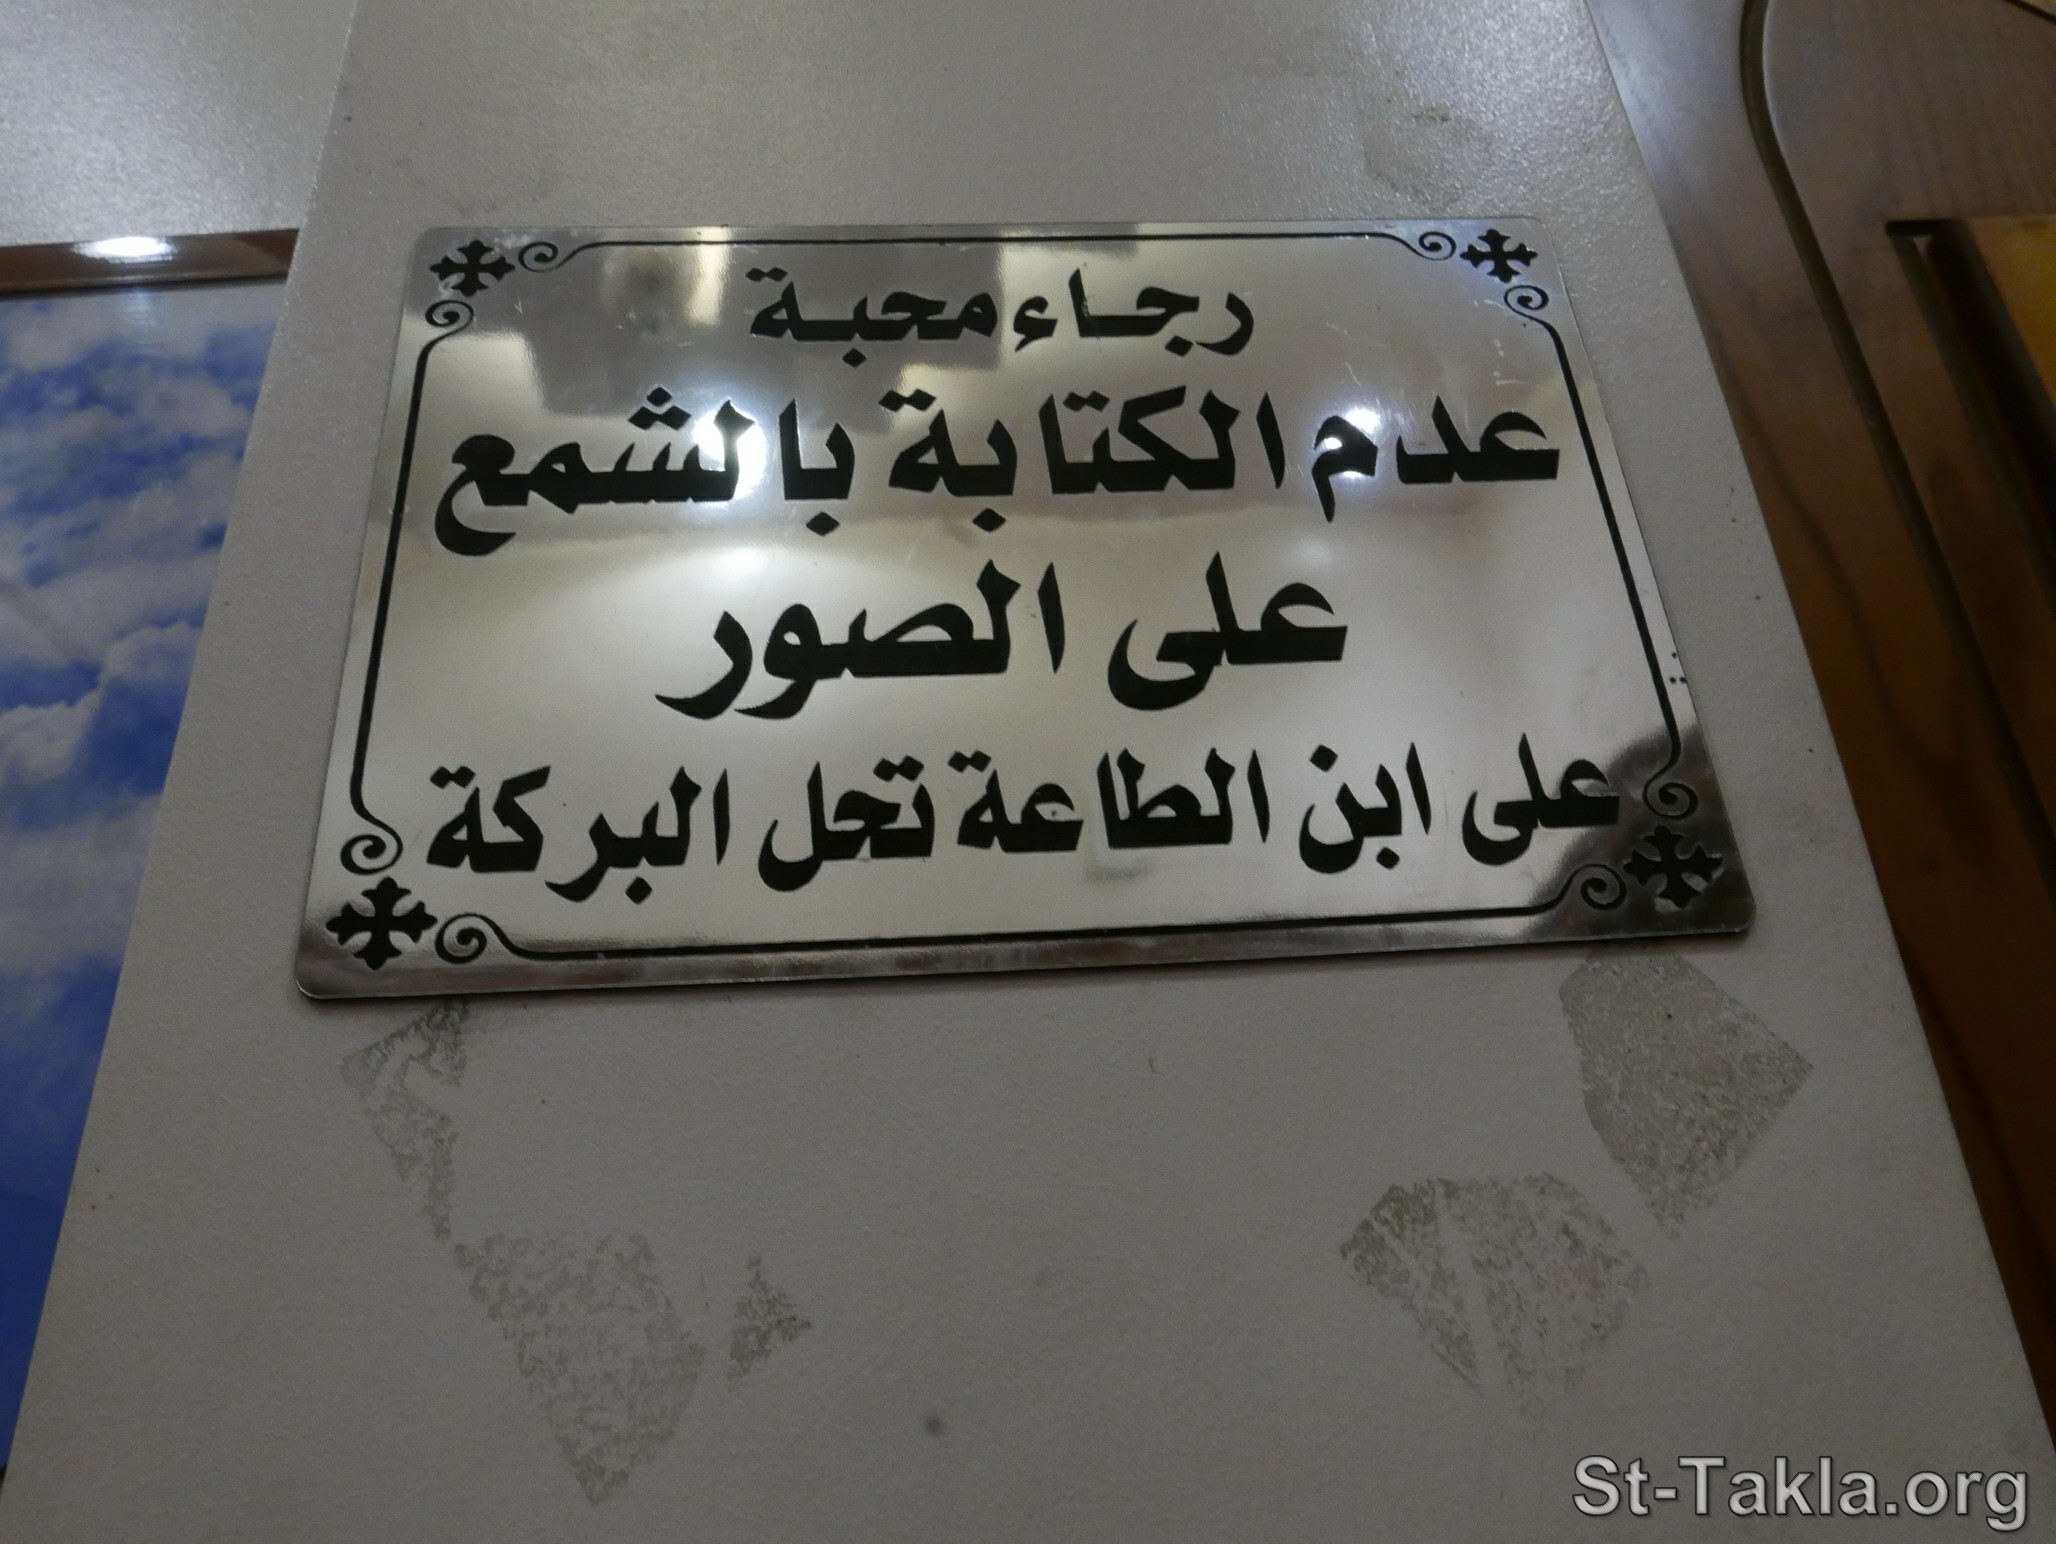 رجاء محبة
عدم الكتابة بالشمع
على الصور
على ابن الطاعة تحل البركة
St-Takla.org